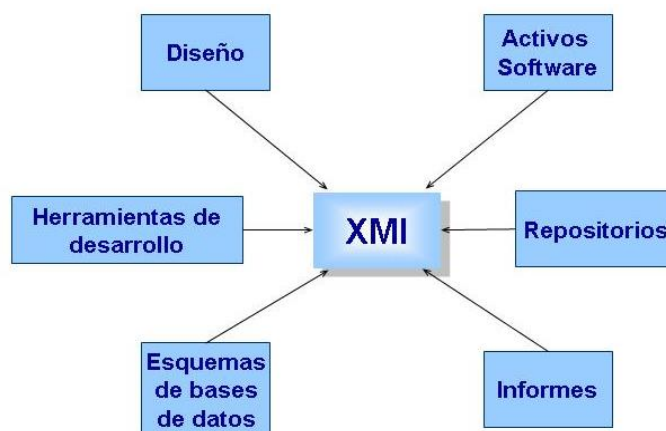 Diseño
Activos
Software
Herramientas de
desarrollo
XMI
Repositorios
Esquemas
de bases
de datos
Informes